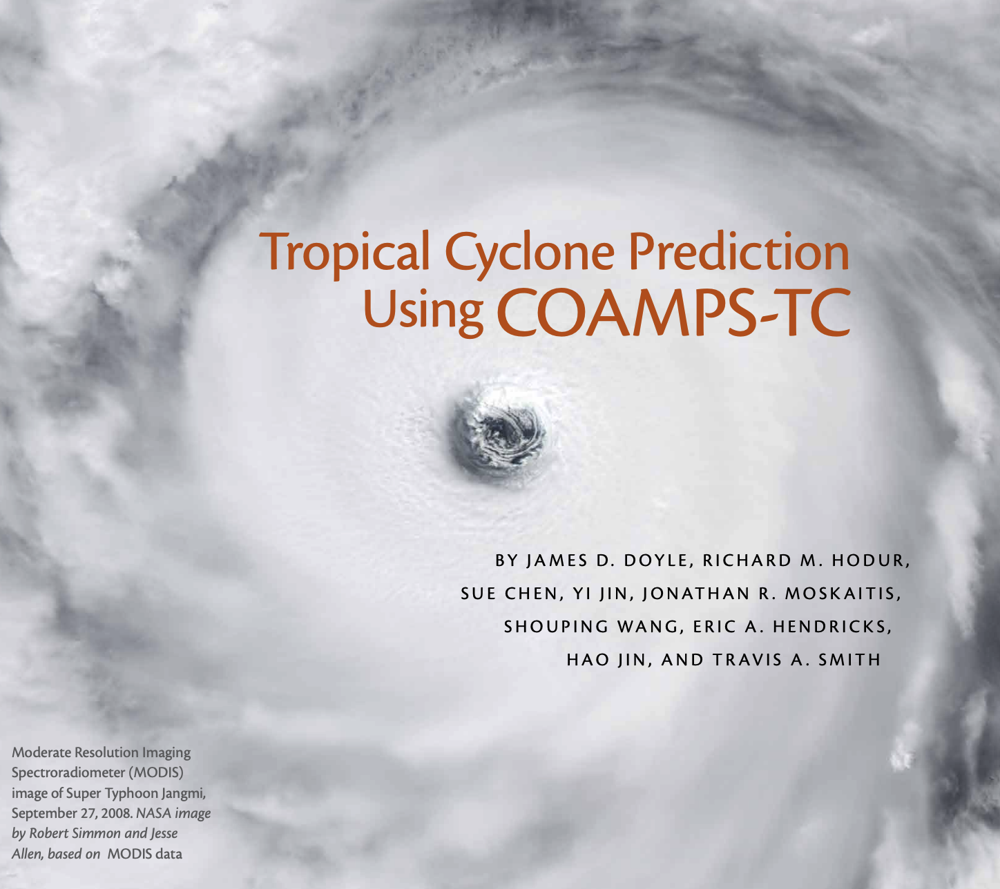 Tropical Cyclone Prediction
Using COAMPS-TC
BY JAMES D. DOYLE, RICHARD M. HODUR,
SUE CHEN, YI JIN, JONATHAN R. MOSKAITIS,
SHOUPING WANG, ERIC A. HENDRICKS,
HAO JIN, AND TRAVIS A. SMITH
Moderate Resolution Imaging
Spectroradiometer (MODIS)
image of Super Typhoon Jangmi,
September 27, 2008. NASA image
by Robert Simmon and Jesse
Allen, based on MODIS data